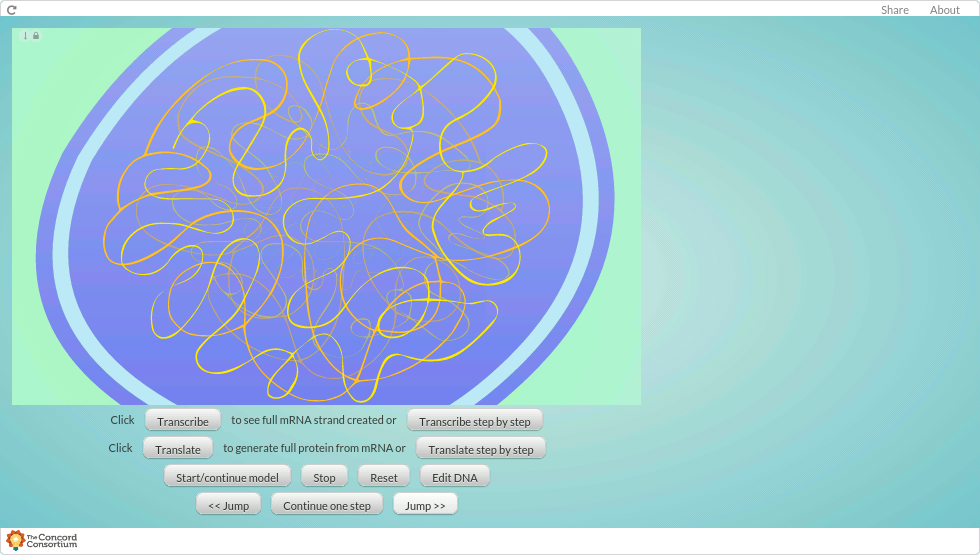 Share About
Click Transcribe to see full mRNA strand created or Transcribe step by step
Click Translate to generate full protein from mRNA or Translate step by step
Start/continue model Stop Reset Edit DNA
<< Jump Continue one step Jump >>
The Concord
Consortium